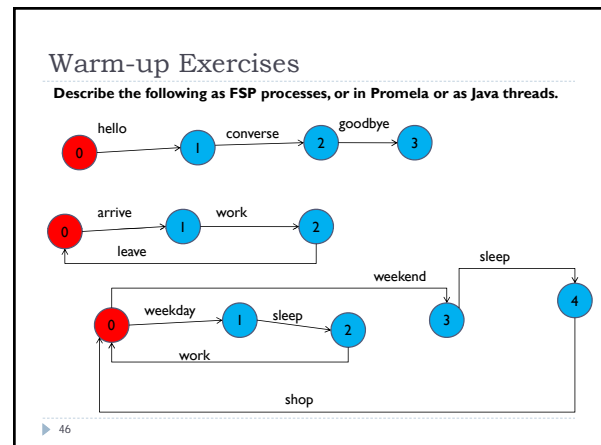 Warm-up Exercises
Describe the following as FSP processes, or in Promela or as Java threads.
hello
converse
goodbye
0
1
2
3
arrive
work
0
1
2
leave
weekend
sleep
weekday
sleep
0
1
2
3
4
work
shop
46